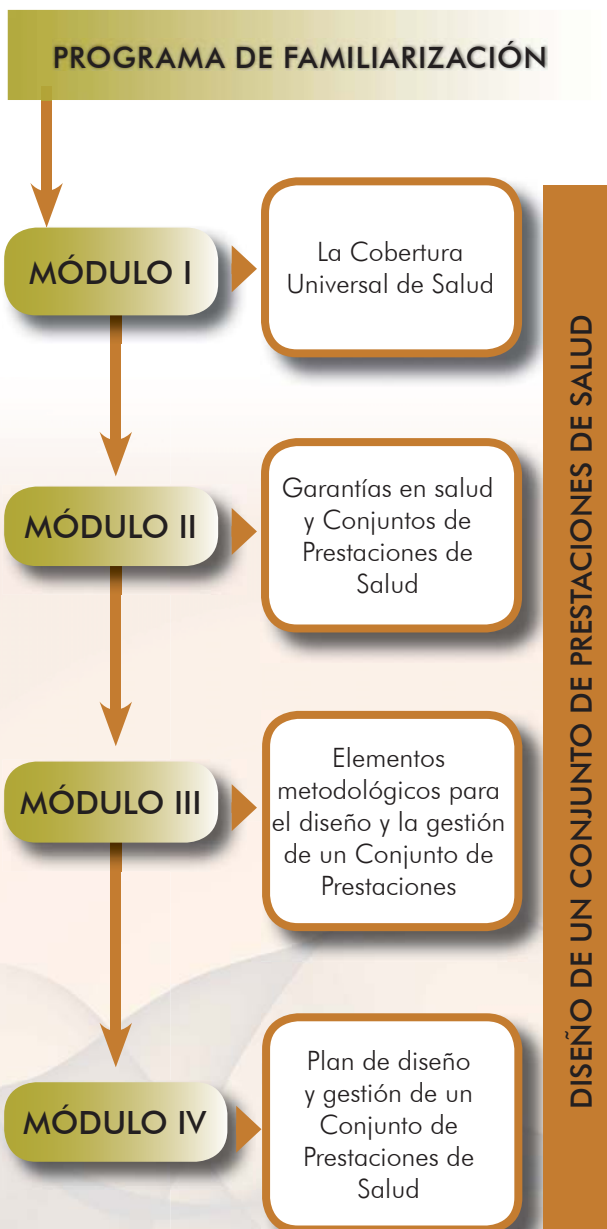 PROGRAMA DE FAMILIARIZACIÓN
MÓDULO I
La Cobertura
Universal de Salud
MÓDULO II
Garantías en salud
y Conjuntos de
Prestaciones de
Salud
MÓDULO III
Elementos
metodológicos para
el diseño y la gestión
de un Conjunto de
Prestaciones
MÓDULO IV
Plan de diseño
y gestión de un
Conjunto de
Prestaciones de
Salud
DISEÑO DE UN CONJUNTO DE PRESTACIONES DE SALUD